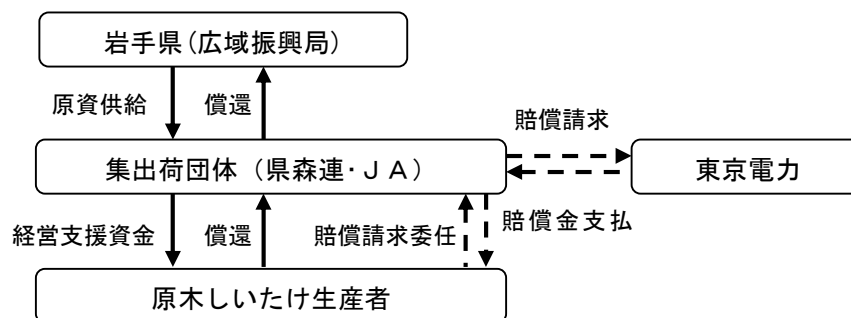 岩手県(広域振興局)
原資供給
償還
賠償請求
集出荷団体(県森連・JA)
東京電力
経営支援資金
償還
賠償請求委任
賠償金支払
原木しいたけ生産者